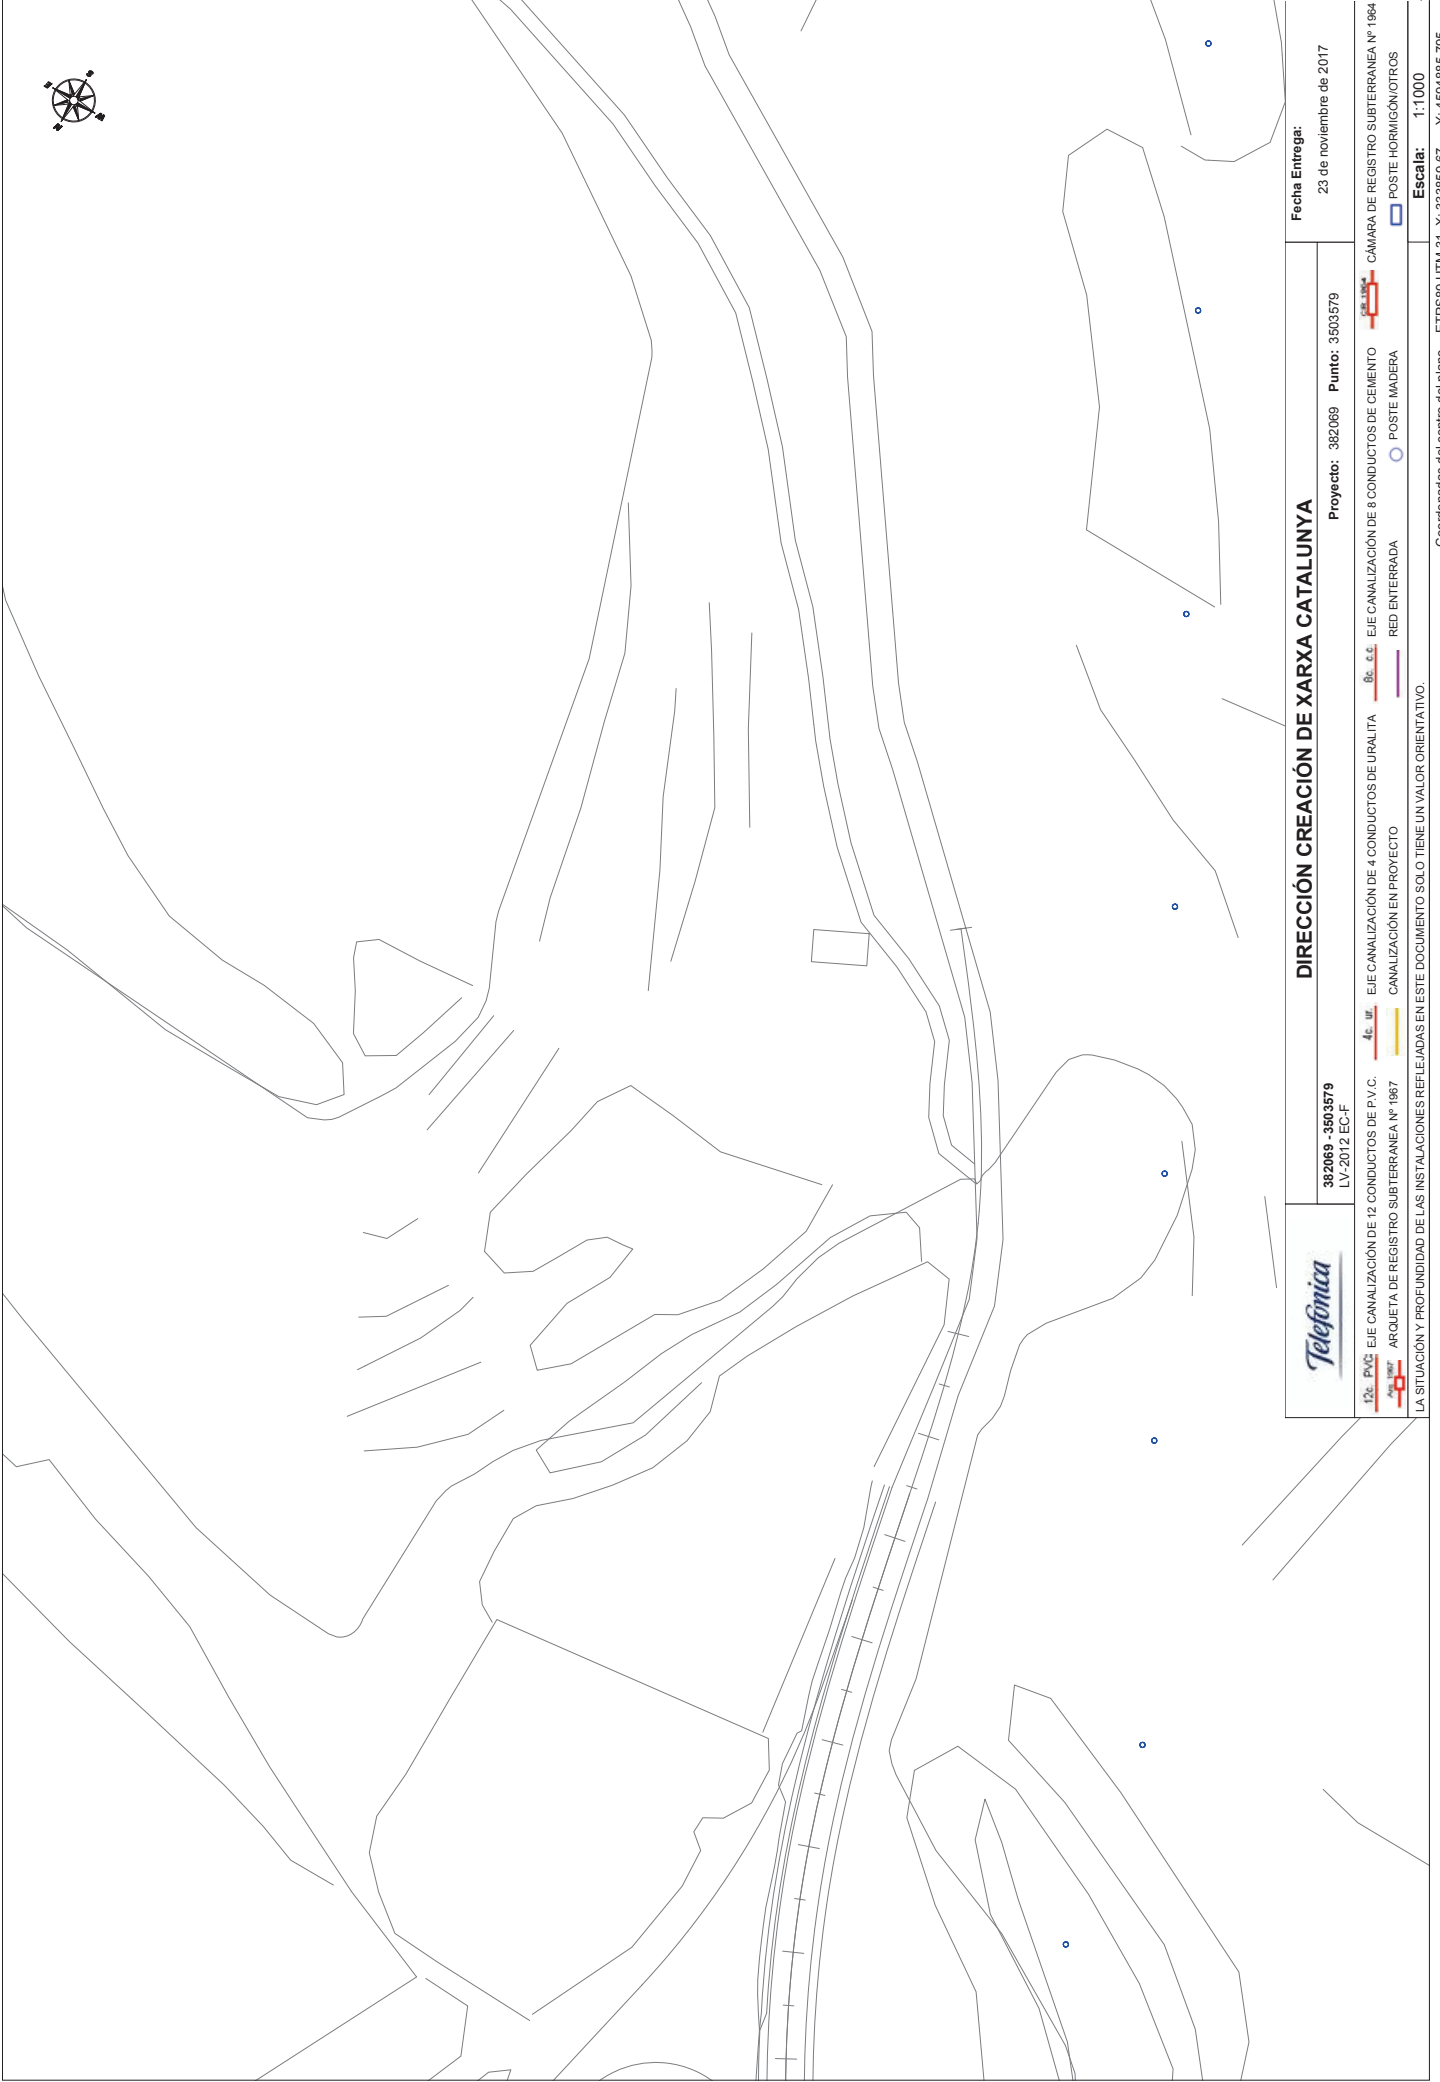 Telefónica
DIRECCIÓN CREACIÓN DE XARXA CATALUNYA
Fecha Entrega:
23 de noviembre de 2017
382069 - 3503579
LV-2012 EC-F
Proyecto: 382069 Punto: 3503579
12c. PVC EJE CANALIZACIÓN DE 12 CONDUCTOS DE P.V.C.
4c. ur. EJE CANALIZACIÓN DE 4 CONDUCTOS DE URALITA
8c. c.c. EJE CANALIZACIÓN DE 8 CONDUCTOS DE CEMENTO
CR 1964 CÁMARA DE REGISTRO SUBTERRANEA Nº 1964
Arq. 1967 ARQUETA DE REGISTRO SUBTERRANEA Nº 1967
CANALIZACIÓN EN PROYECTO
RED ENTERRADA
POSTE MADERA
POSTE HORMIGÓN/OTROS
LA SITUACIÓN Y PROFUNDIDAD DE LAS INSTALACIONES REFLEJADAS EN ESTE DOCUMENTO SOLO TIENE UN VALOR ORIENTATIVO.
Escala: 1:1000